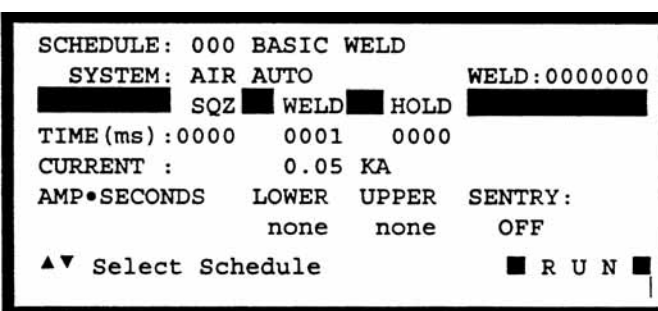 SCHEDULE: 000 BASIC WELD
SYSTEM: AIR AUTO WELD:0000000
SQZ WELD HOLD
TIME(ms):0000 0001 0000
CURRENT : 0.05 KA
AMP•SECONDS LOWER UPPER SENTRY:
none none OFF
▲▼ Select Schedule R U N